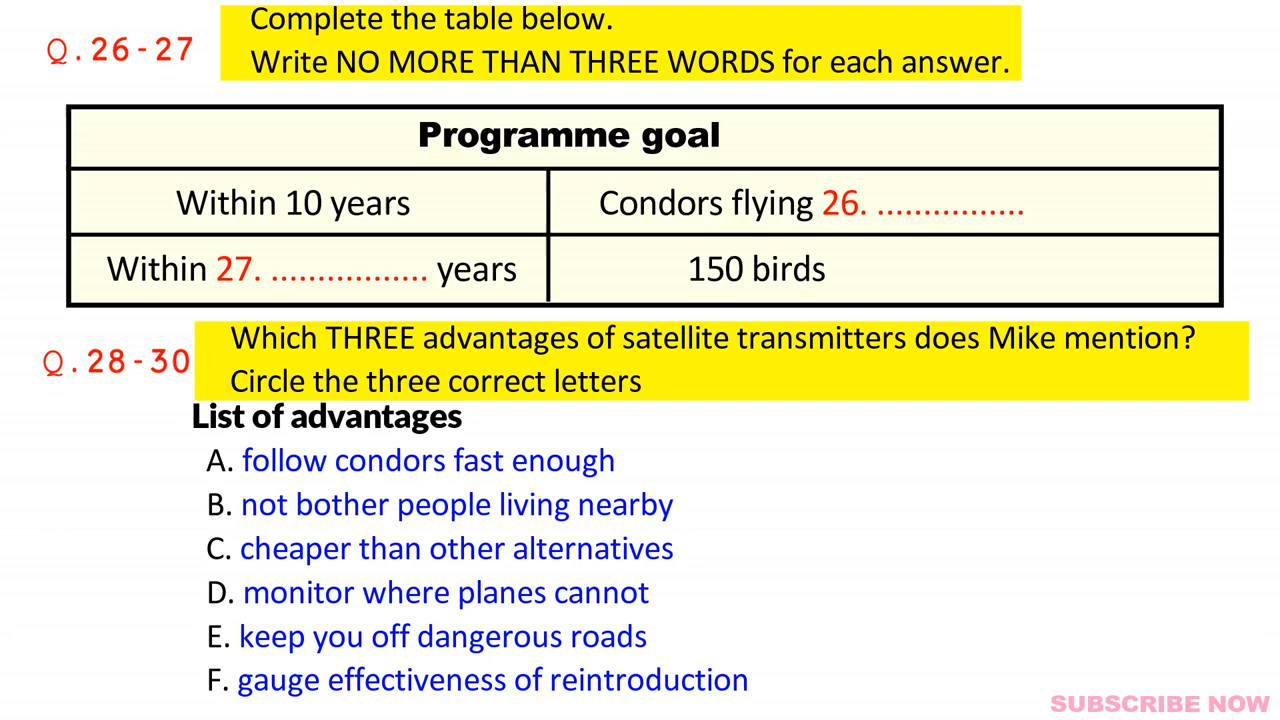 Complete the table below.
Q.26-27
Write NO MORE THAN THREE WORDS for each answer.
Programme goal
Within 10 years Condors flying 26. ................
Within 27. ................. years 150 birds
Which THREE advantages of satellite transmitters does Mike mention?
Q.28-30
Circle the three correct letters
List of advantages
A. follow condors fast enough
B. not bother people living nearby
C. cheaper than other alternatives
D. monitor where planes cannot
E. keep you off dangerous roads
F. gauge effectiveness of reintroduction
SUBSCRIBE NOW